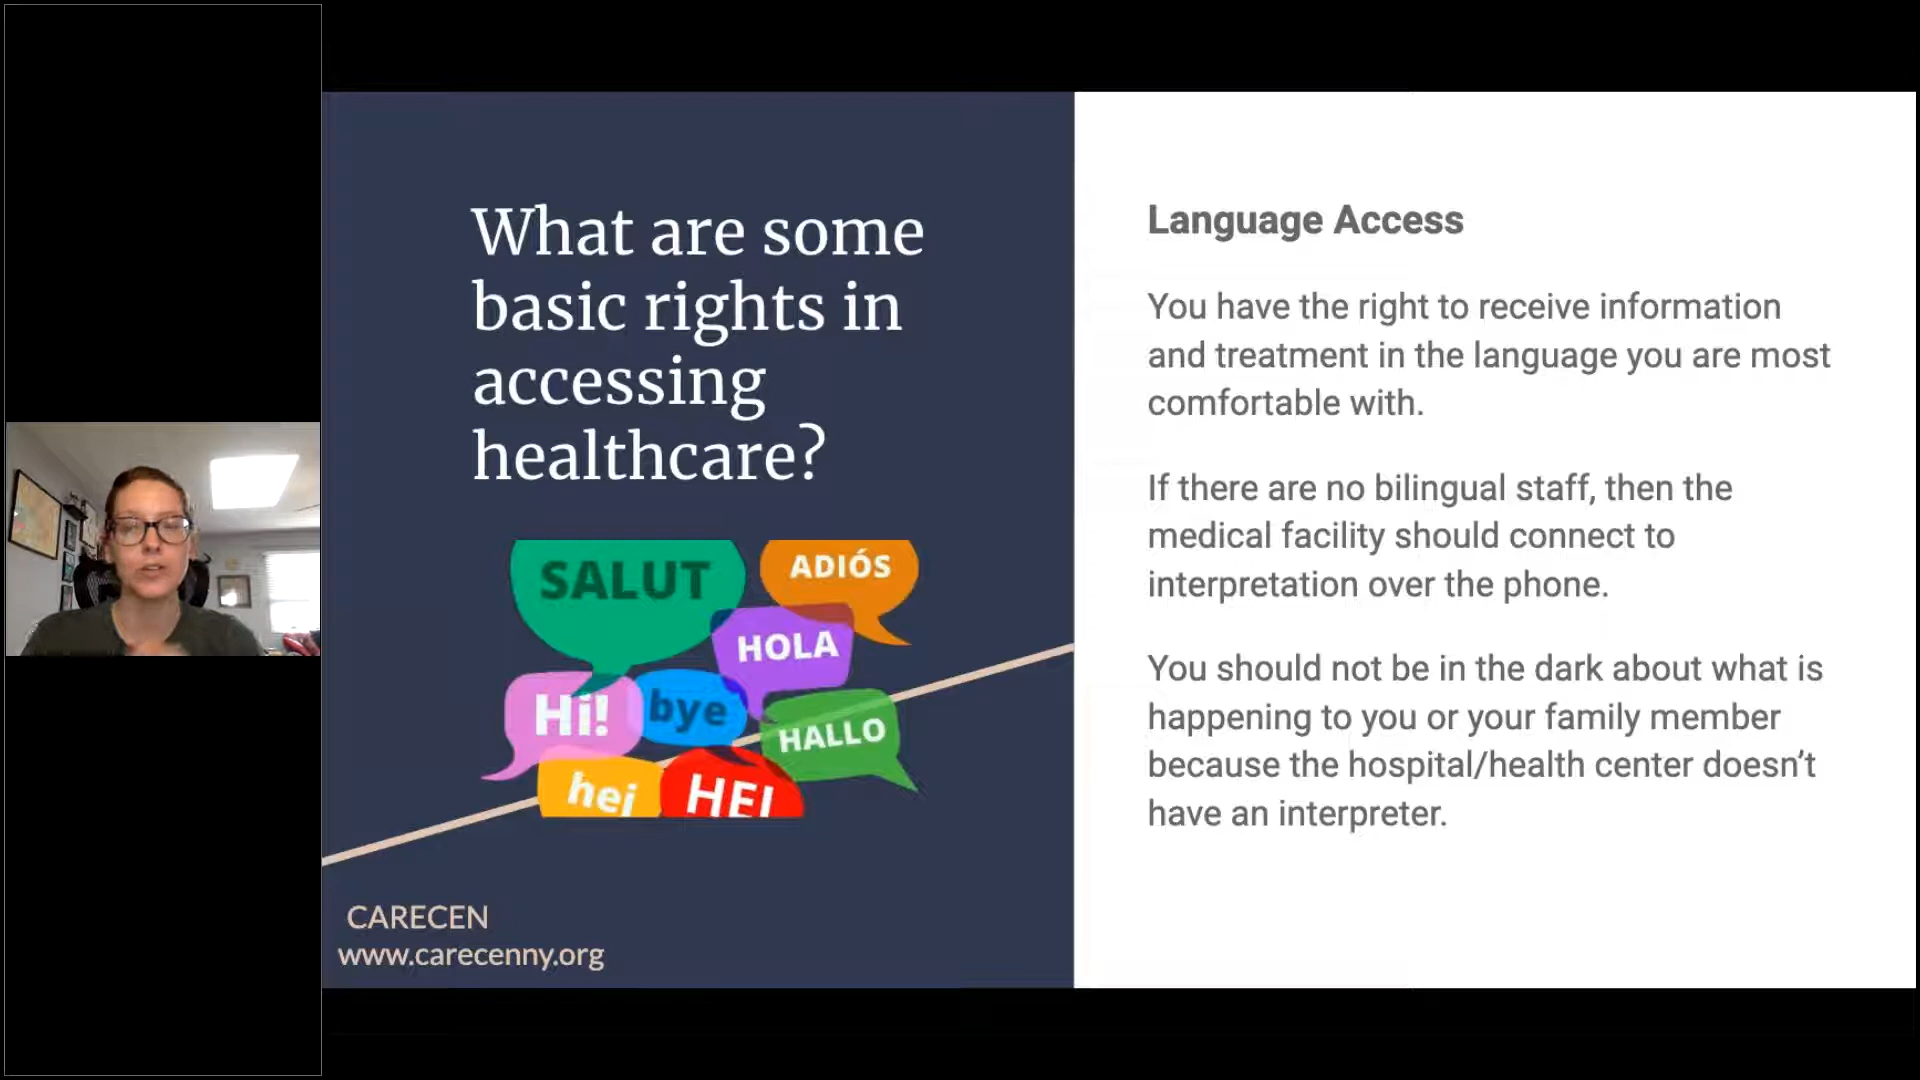 What are some
basic rights in
accessing
healthcare?
SALUT
ADIÓS
HOLA
Hi!
bye
HALLO
hei
HEI
CARECEN
www.carecenny.org
Language Access
You have the right to receive information
and treatment in the language you are most
comfortable with.
If there are no bilingual staff, then the
medical facility should connect to
interpretation over the phone.
You should not be in the dark about what is
happening to you or your family member
because the hospital/health center doesn’t
have an interpreter.